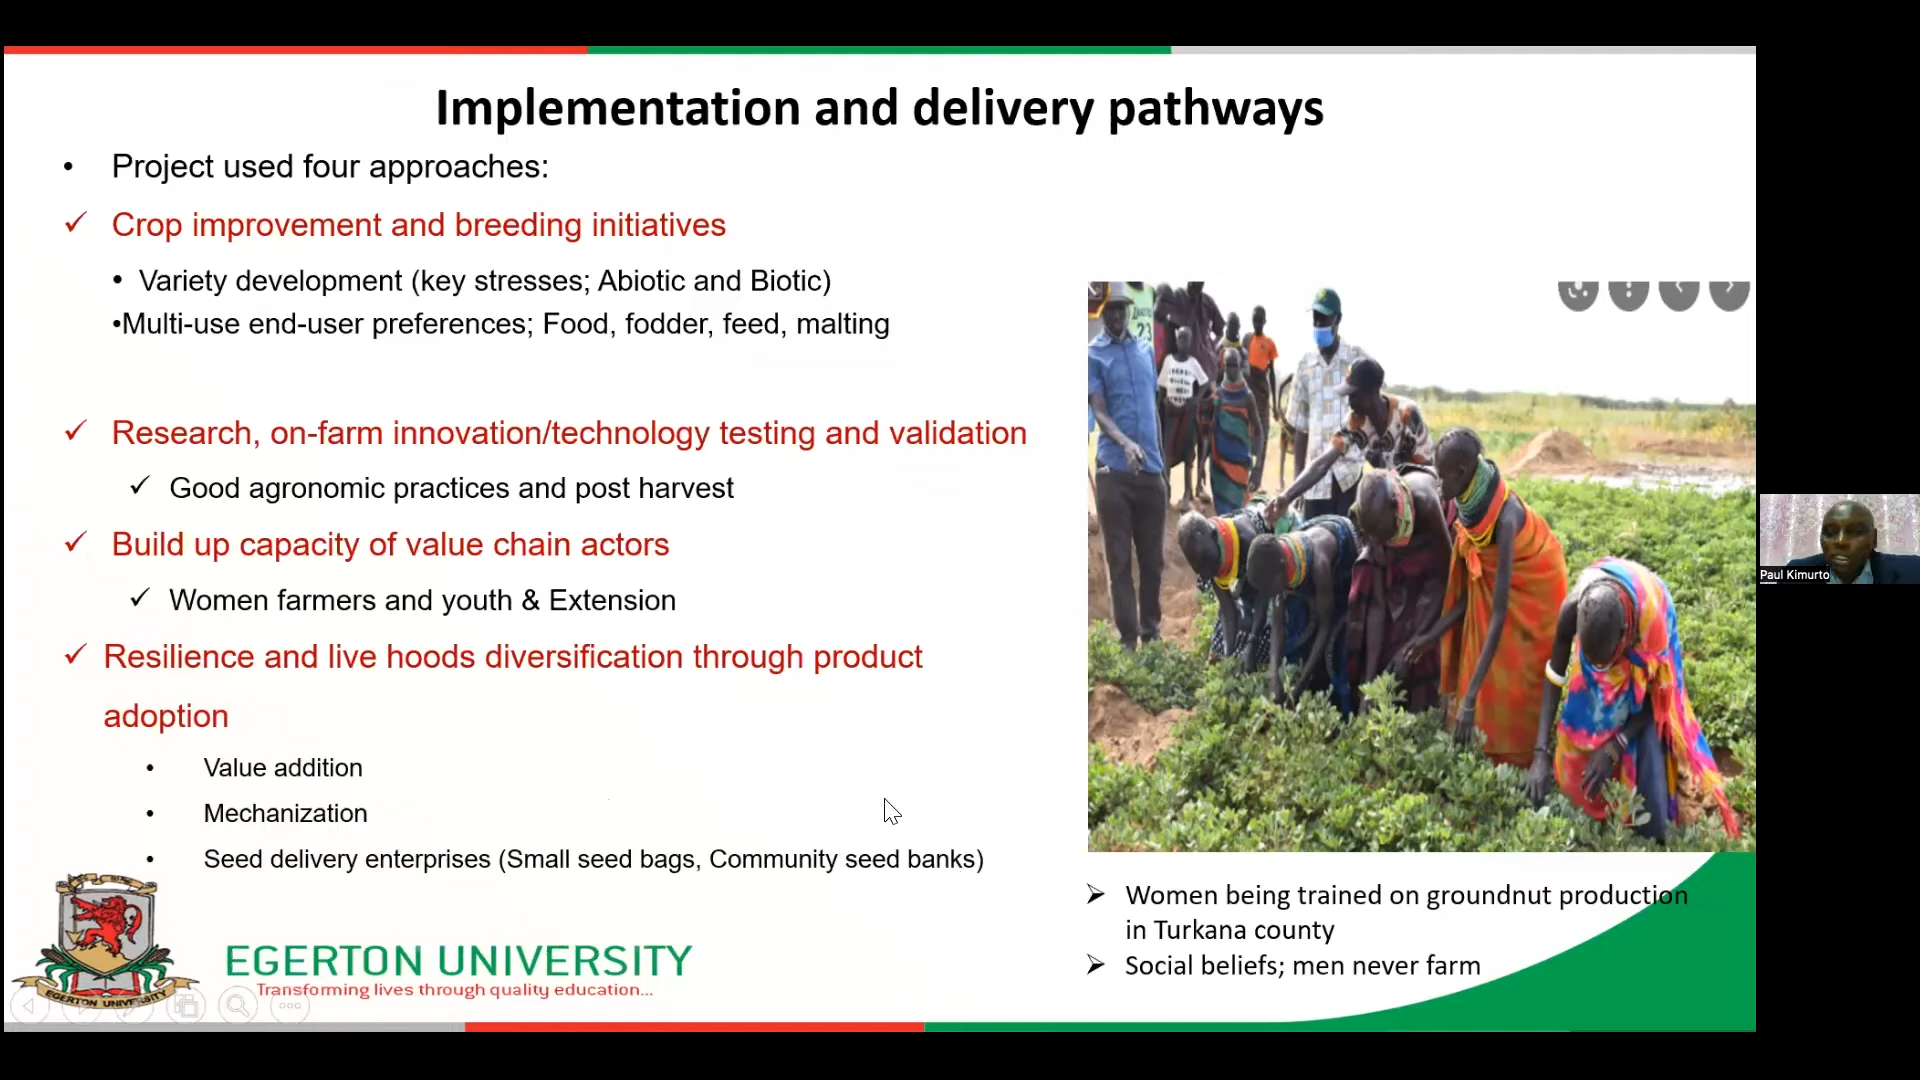 Implementation and delivery pathways
• Project used four approaches:
✓ Crop improvement and breeding initiatives
• Variety development (key stresses; Abiotic and Biotic)
•Multi-use end-user preferences; Food, fodder, feed, malting
✓ Research, on-farm innovation/technology testing and validation
✓ Good agronomic practices and post harvest
✓ Build up capacity of value chain actors
✓ Women farmers and youth & Extension
✓ Resilience and live hoods diversification through product
adoption
• Value addition
• Mechanization
• Seed delivery enterprises (Small seed bags, Community seed banks)
23
➢ Women being trained on groundnut production
in Turkana county
➢ Social beliefs; men never farm
EGERTON UNIVERSITY
EGERTON UNIVERSITY
Transforming lives through quality education...
Paul Kimurto